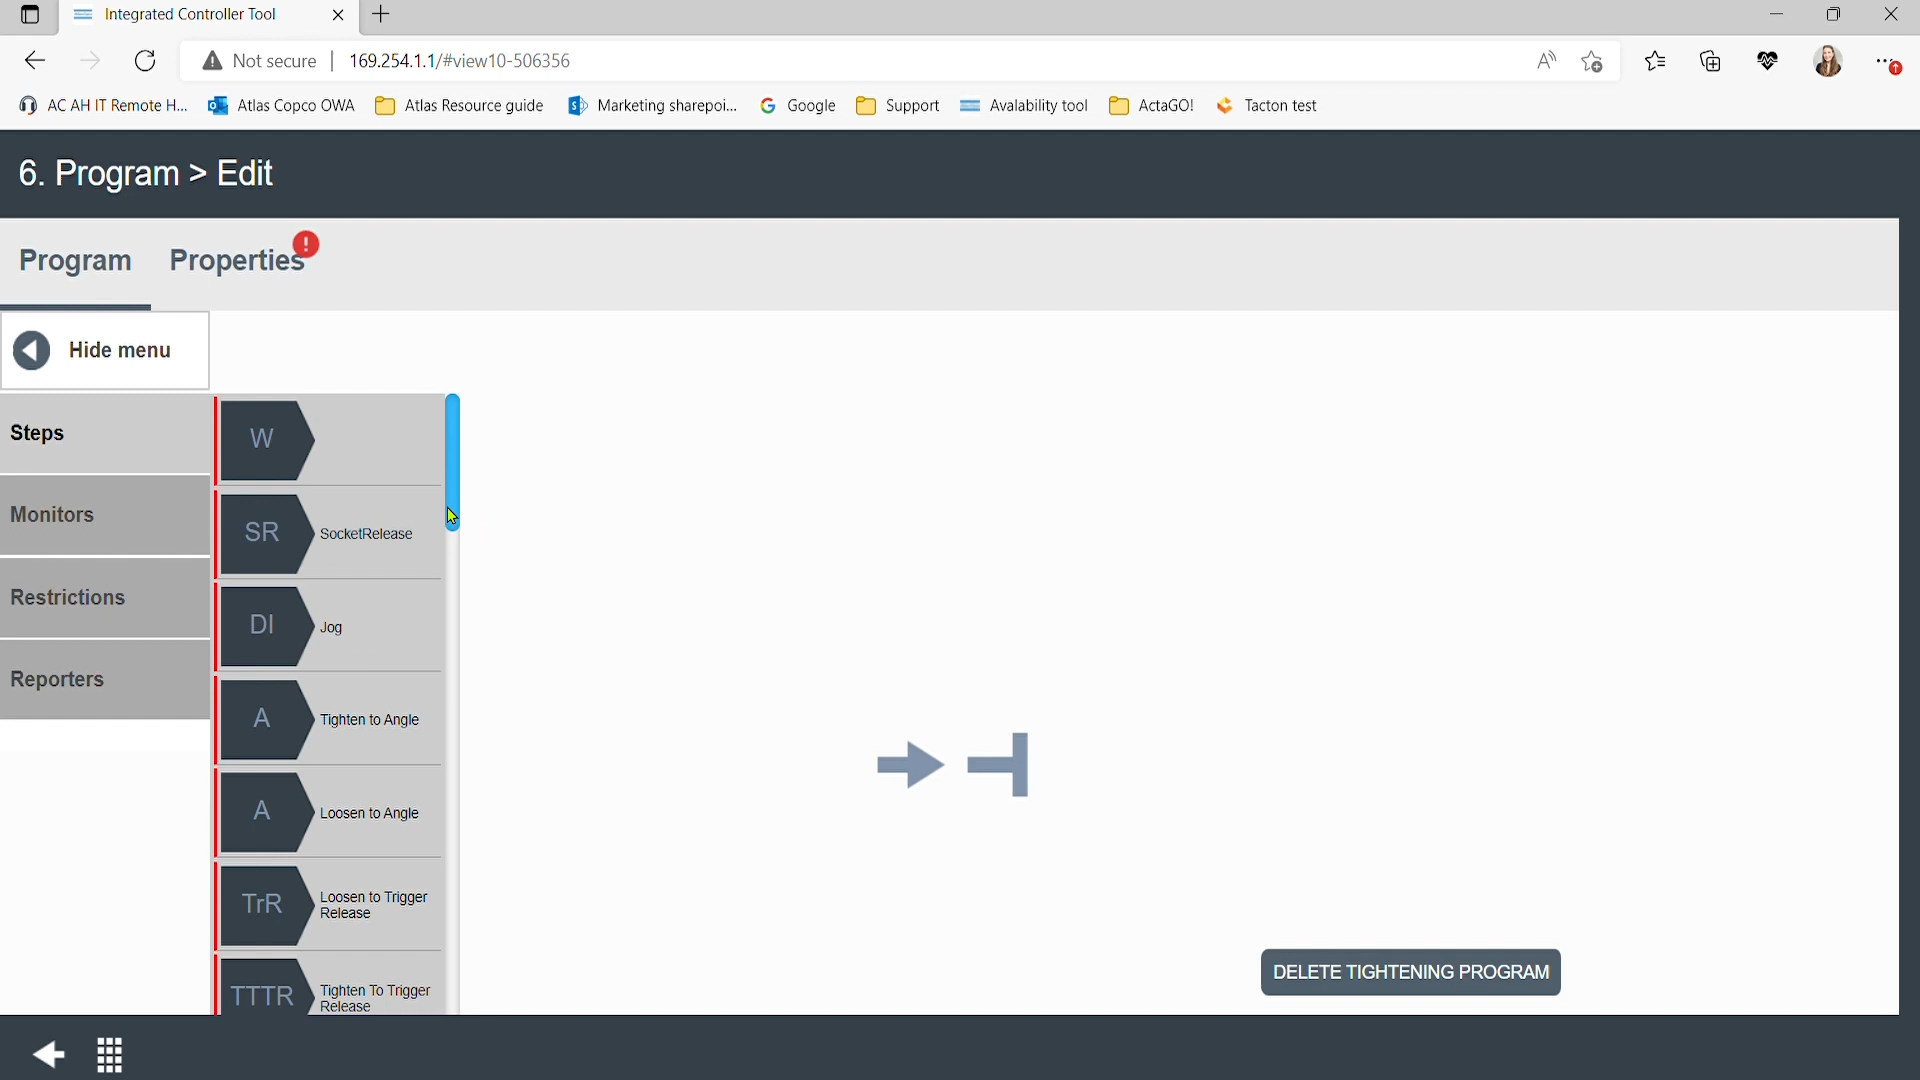 Integrated Controller Tool
Not secure | 169.254.1.1/#view10-506356
AC AH IT Remote H... Atlas Copco OWA Atlas Resource guide Marketing sharepoi... Google Support Avalability tool ActaGO! Tacton test
6. Program > Edit
Program Properties !
Hide menu
Steps
Monitors
Restrictions
Reporters
W
SR SocketRelease
DI Jog
A Tighten to Angle
A Loosen to Angle
TrR Loosen to Trigger
Release
TTTR Tighten To Trigger
Release
DELETE TIGHTENING PROGRAM